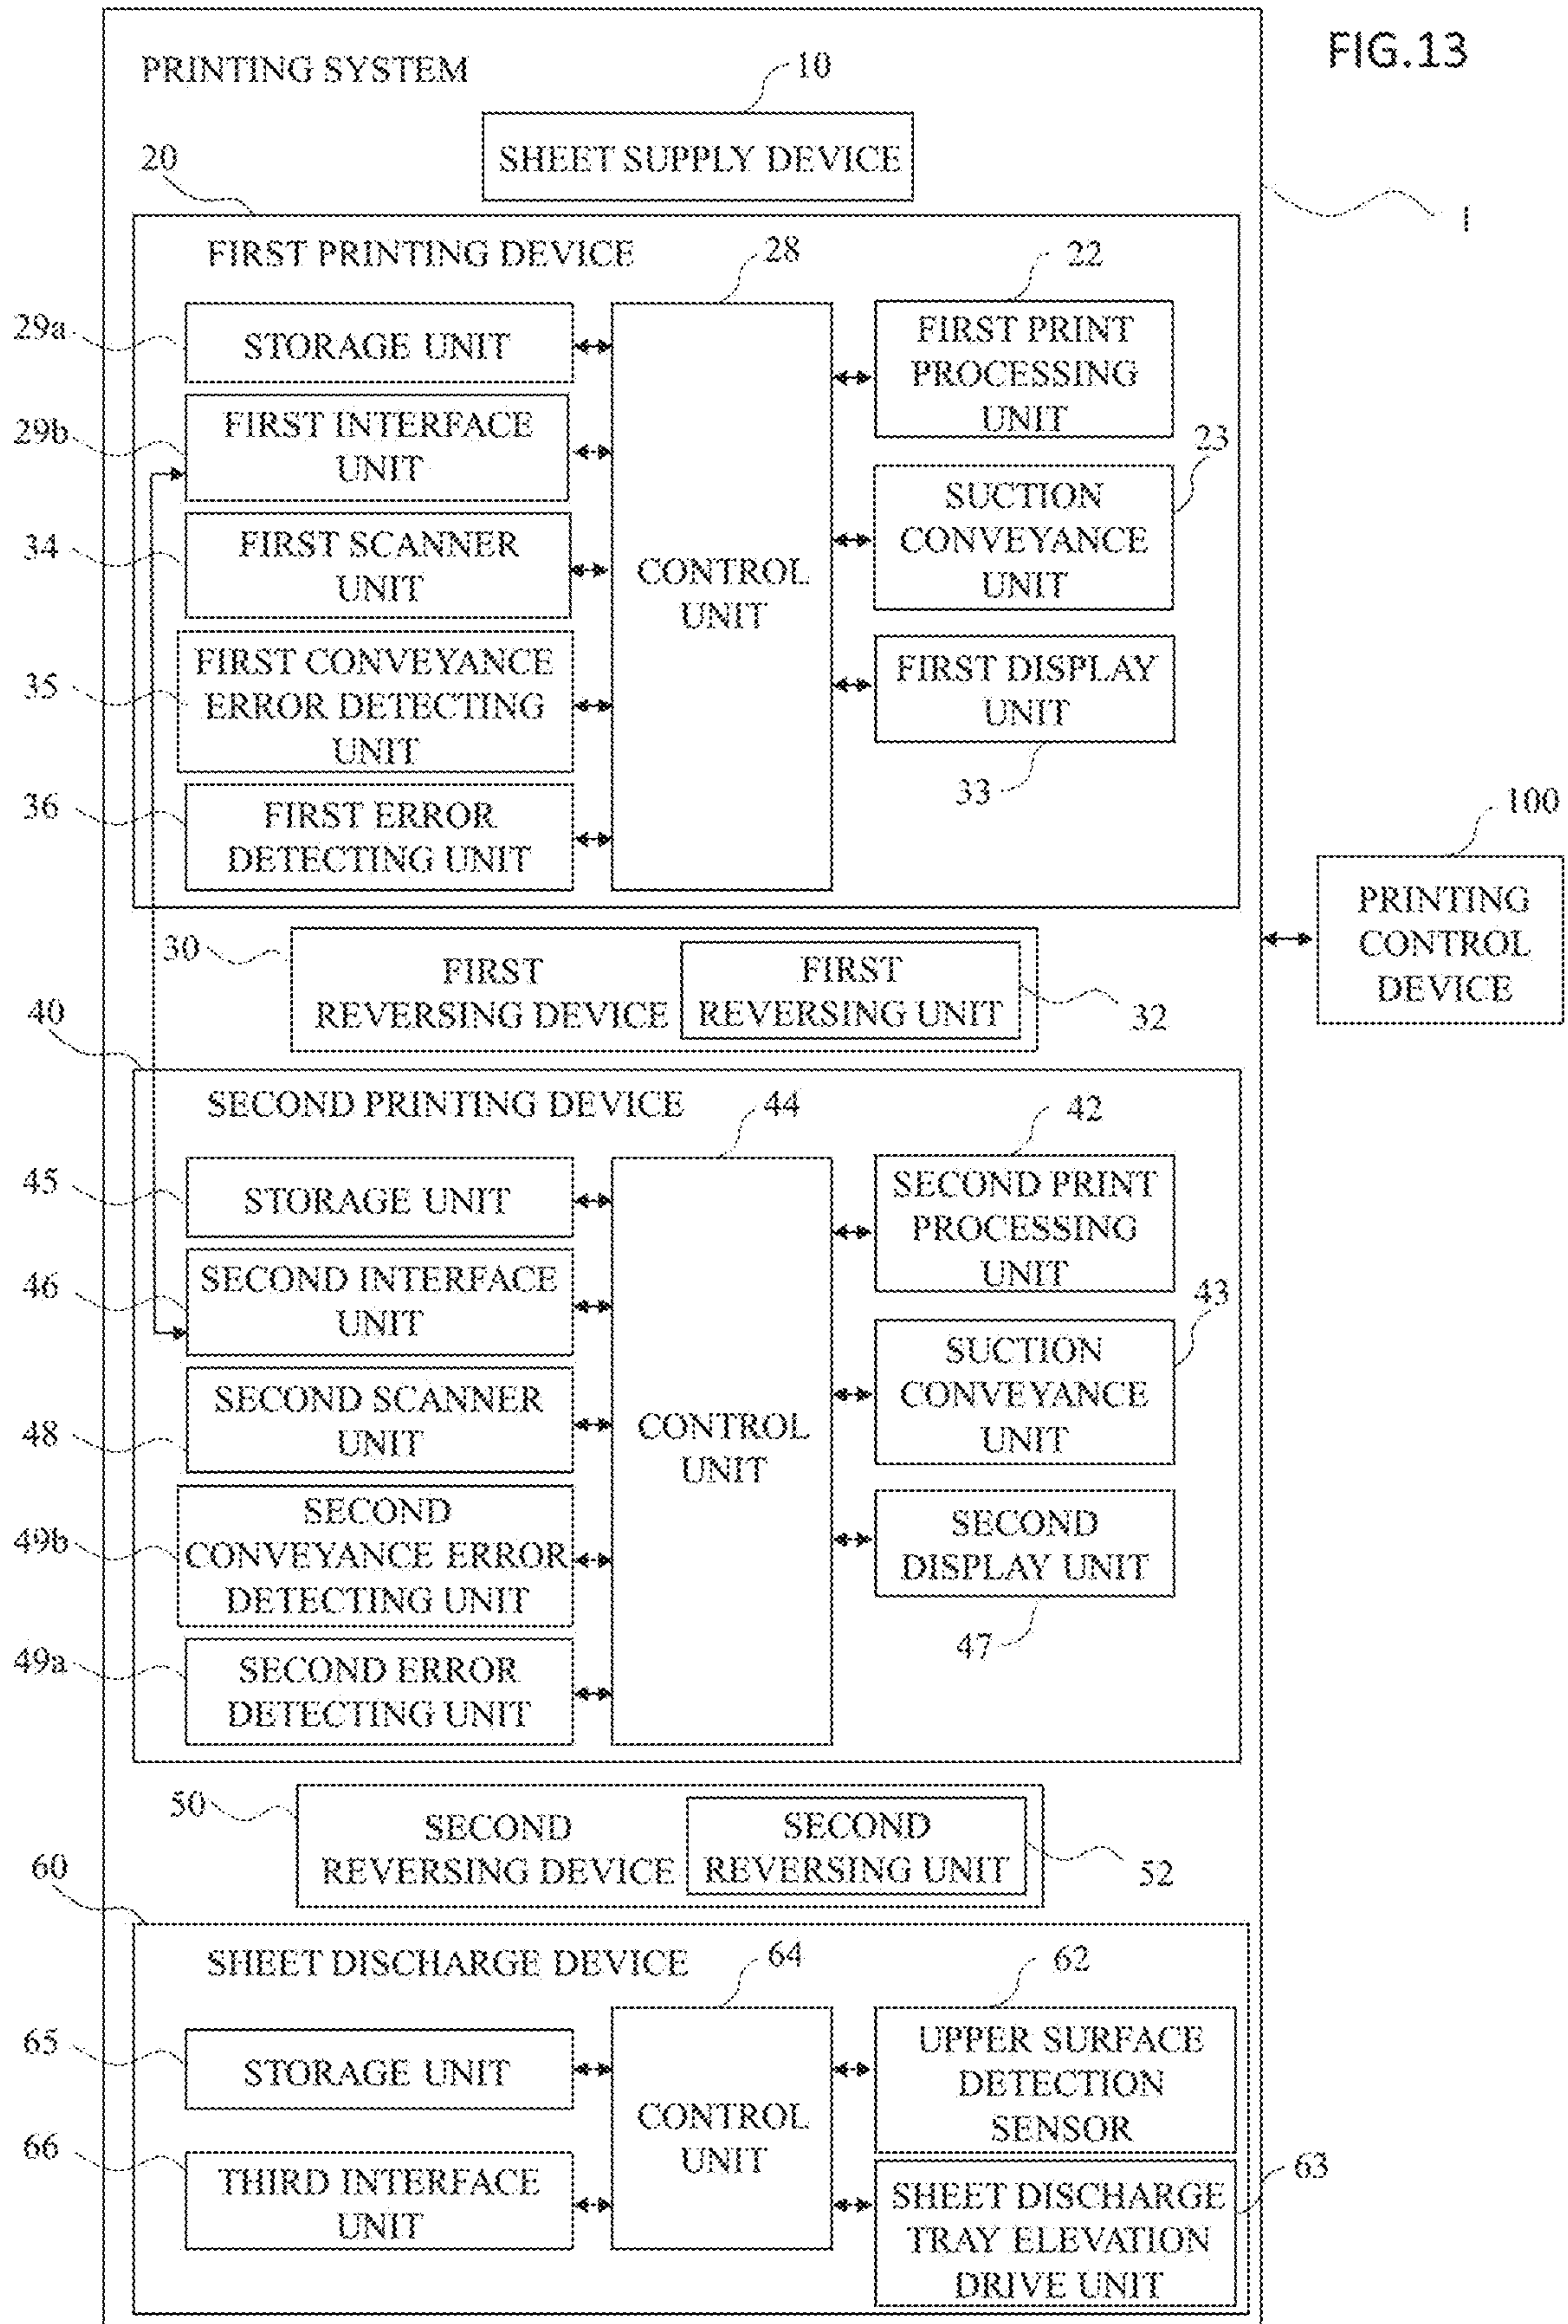 FIG.13
PRINTING SYSTEM
10
SHEET SUPPLY DEVICE
1
20
FIRST PRINTING DEVICE
28
22
29a
STORAGE UNIT
FIRST PRINT
PROCESSING
UNIT
29b
FIRST INTERFACE
UNIT
23
SUCTION
CONVEYANCE
UNIT
34
FIRST SCANNER
UNIT
CONTROL
UNIT
35
FIRST CONVEYANCE
ERROR DETECTING
UNIT
FIRST DISPLAY
UNIT
33
36
FIRST ERROR
DETECTING UNIT
100
PRINTING
CONTROL
DEVICE
30
FIRST
REVERSING DEVICE
FIRST
REVERSING UNIT
32
40
SECOND PRINTING DEVICE
44
42
45
STORAGE UNIT
SECOND PRINT
PROCESSING
UNIT
46
SECOND INTERFACE
UNIT
43
SUCTION
CONVEYANCE
UNIT
48
SECOND SCANNER
UNIT
CONTROL
UNIT
49b
SECOND
CONVEYANCE ERROR
DETECTING UNIT
SECOND
DISPLAY UNIT
47
49a
SECOND ERROR
DETECTING UNIT
50
SECOND
REVERSING DEVICE
SECOND
REVERSING UNIT
52
60
SHEET DISCHARGE DEVICE
64
62
65
STORAGE UNIT
UPPER SURFACE
DETECTION
SENSOR
CONTROL
UNIT
66
THIRD INTERFACE
UNIT
63
SHEET DISCHARGE
TRAY ELEVATION
DRIVE UNIT